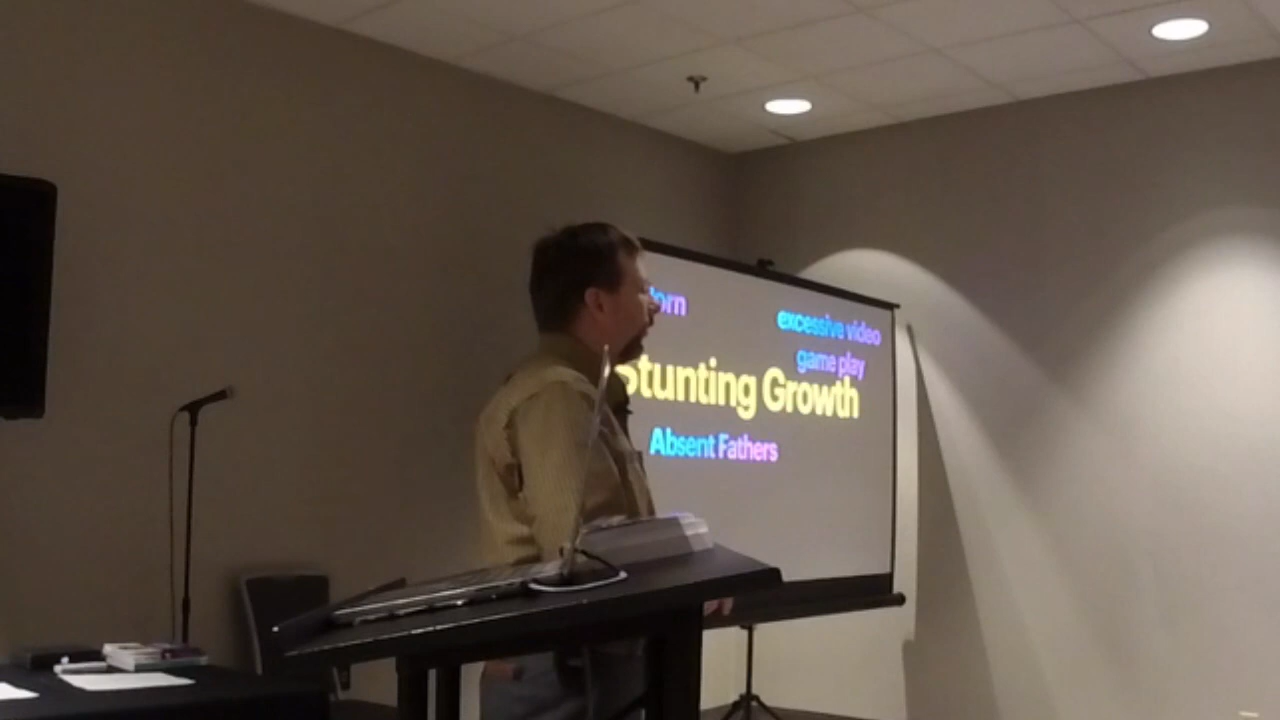 excessive video
game play
Stunting Growth
Absent Fathers